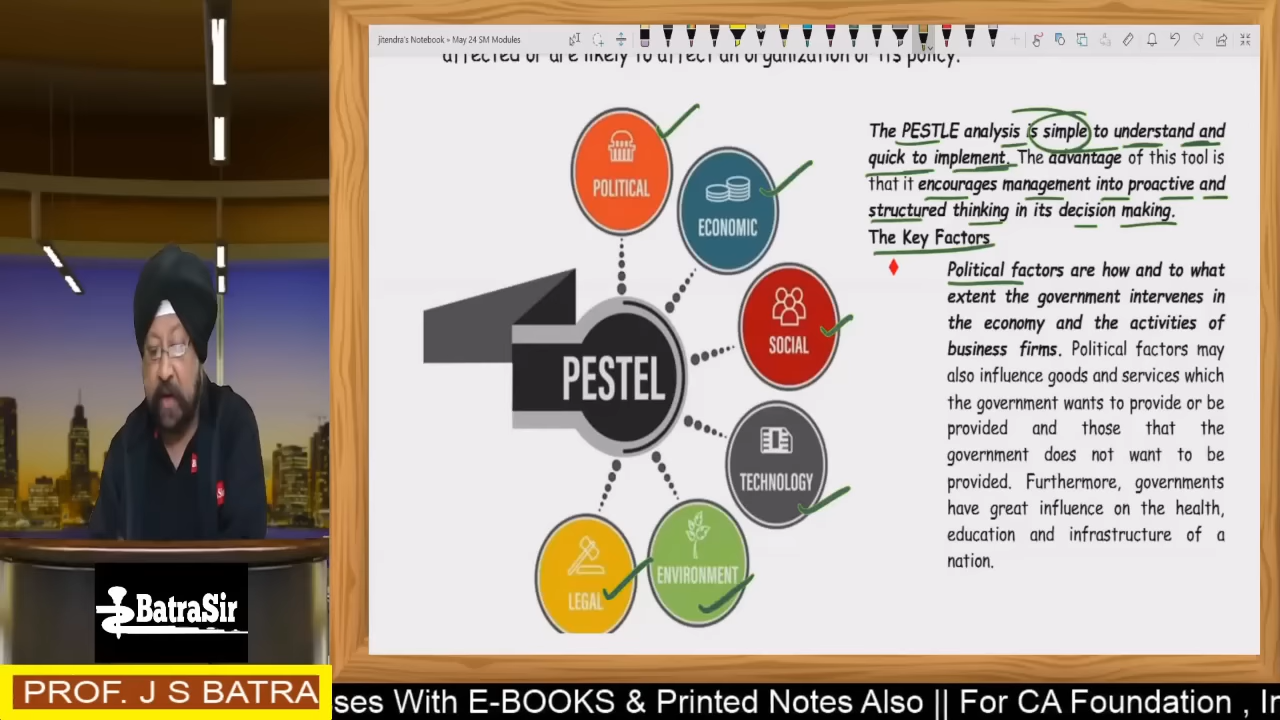 jitendra's Notebook » May 24 SM Modules
affected or are likely to affect an organization or its policy.
POLITICAL
ECONOMIC
SOCIAL
PESTEL
TECHNOLOGY
ENVIRONMENT
LEGAL
The PESTLE analysis is simple to understand and
quick to implement. The advantage of this tool is
that it encourages management into proactive and
structured thinking in its decision making.
The Key Factors
Political factors are how and to what
extent the government intervenes in
the economy and the activities of
business firms. Political factors may
also influence goods and services which
the government wants to provide or be
provided and those that the
government does not want to be
provided. Furthermore, governments
have great influence on the health,
education and infrastructure of a
nation.
BatraSir
PROF. J S BATRA
ses With E-BOOKS & Printed Notes Also || For CA Foundation , In